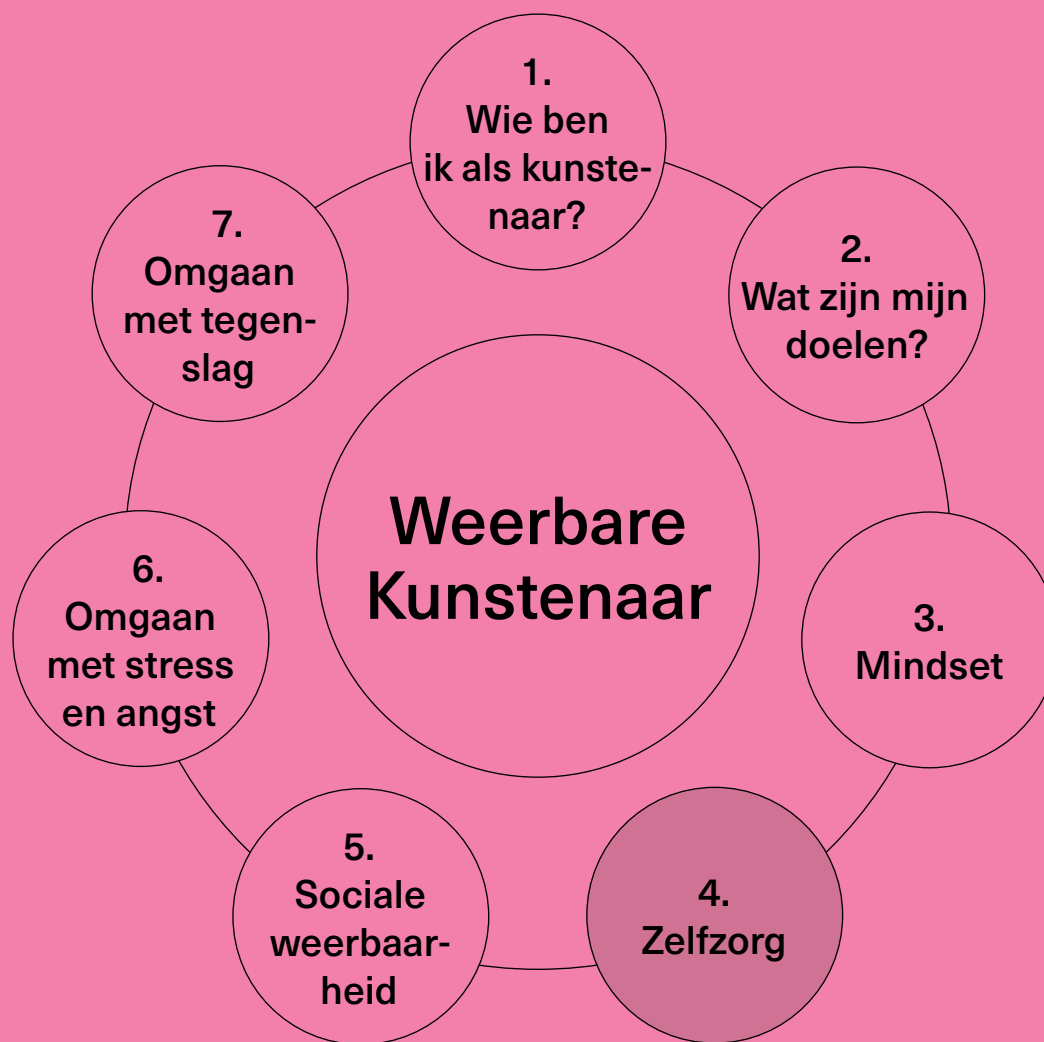 1.
Wie ben
ik als kunste-
naar?
2.
Wat zijn mijn
doelen?
3.
Mindset
4.
Zelfzorg
5.
Sociale
weerbaar-
heid
6.
Omgaan
met stress
en angst
7.
Omgaan
met tegen-
slag
Weerbare
Kunstenaar